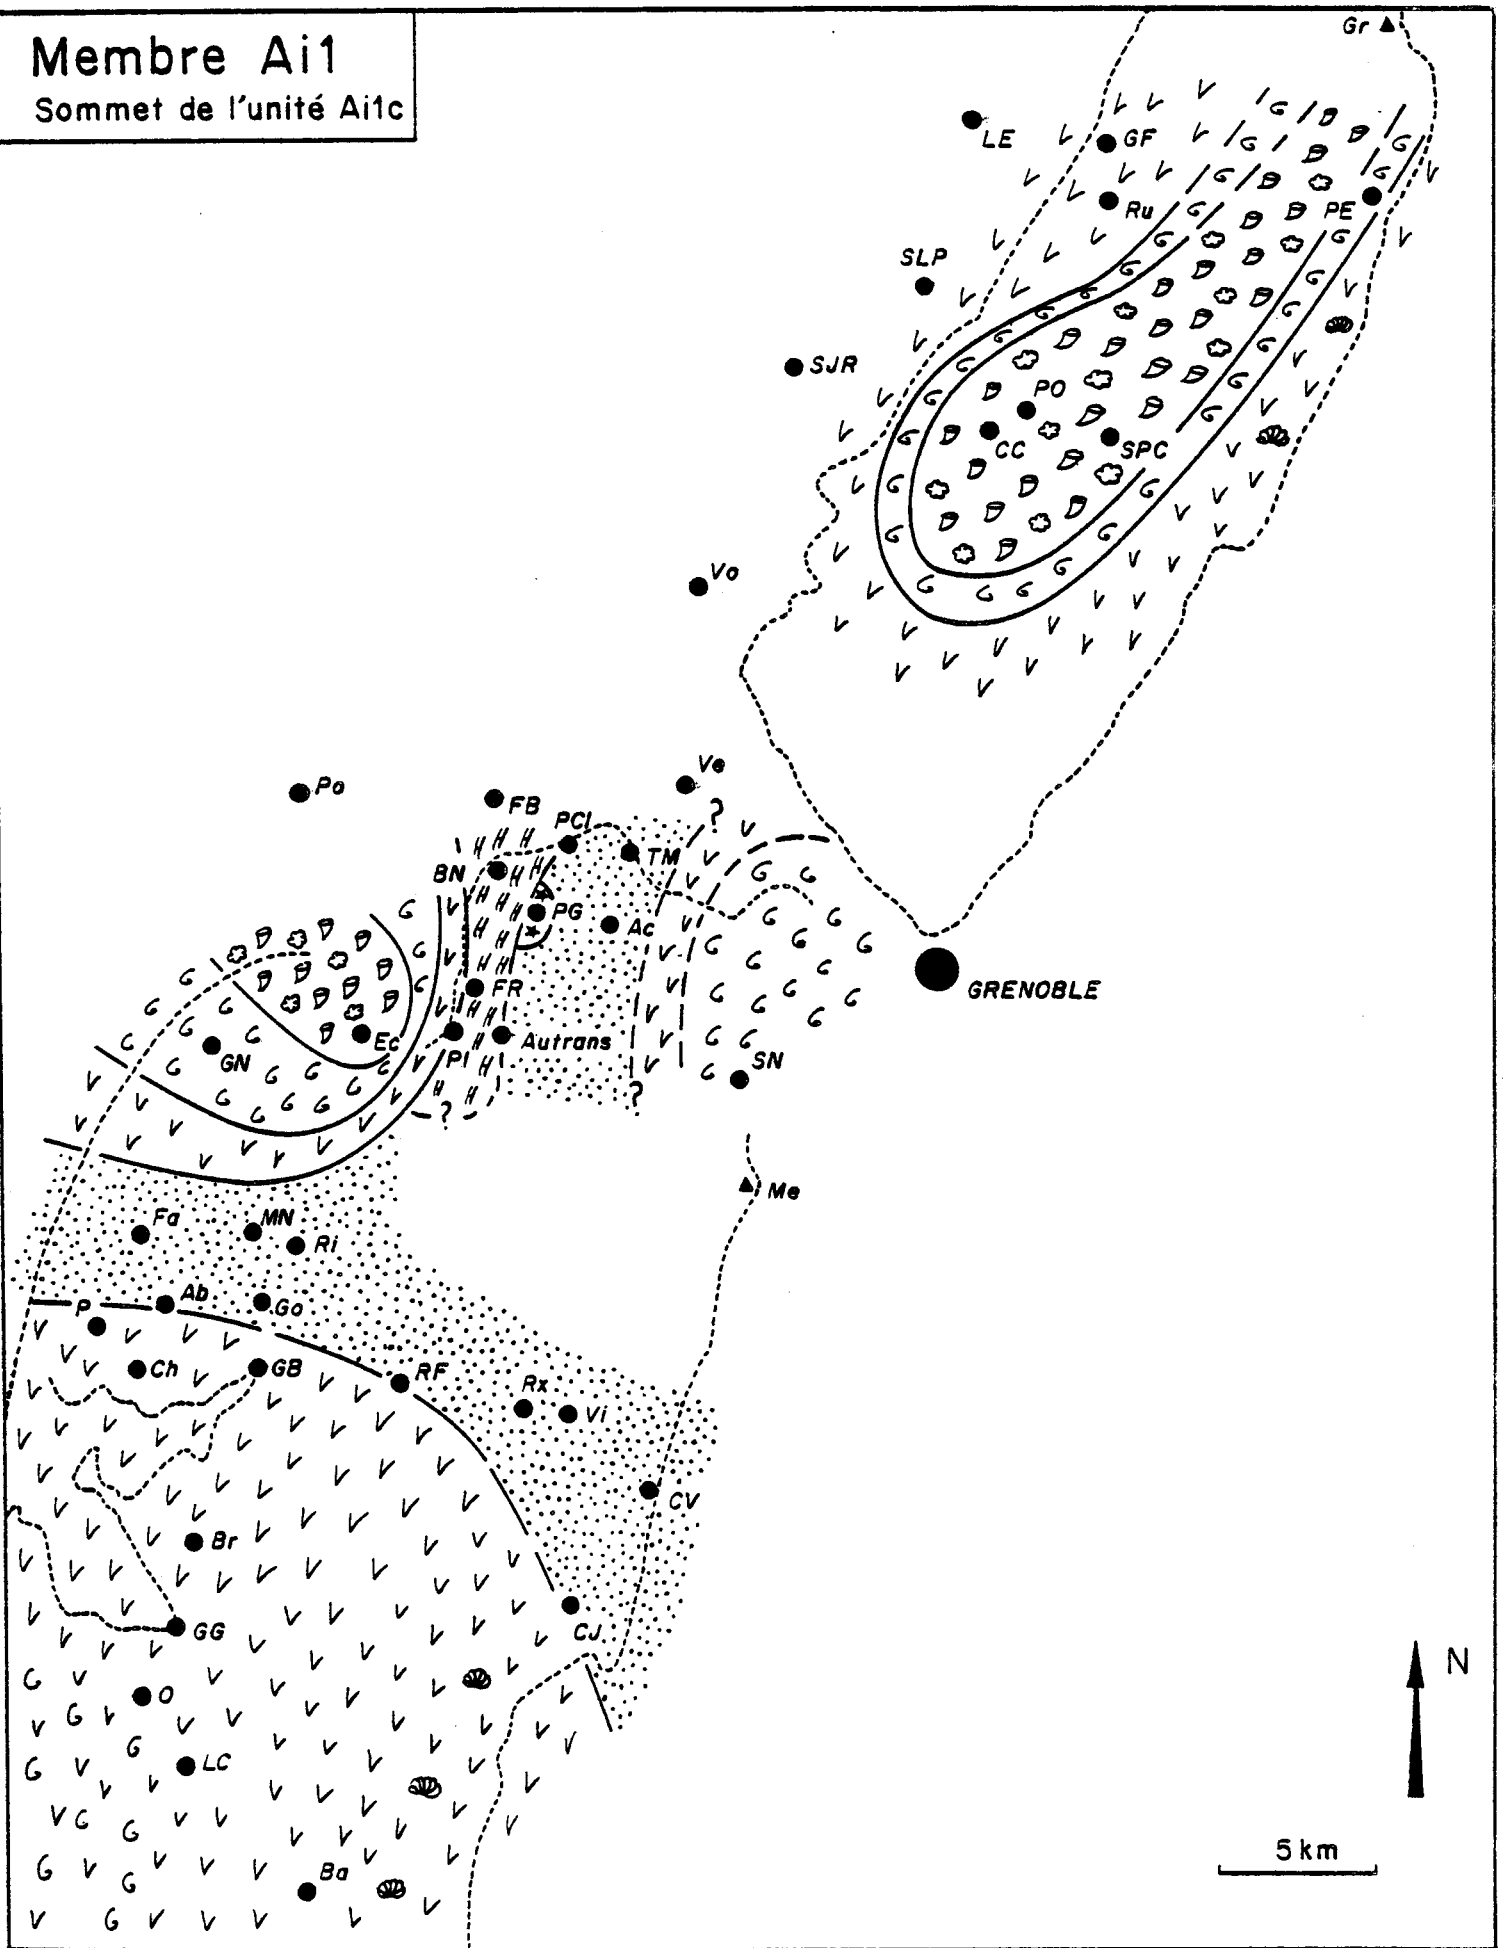 Membre Ai1
Sommet de l'unité Ai1c
Gr
LE
GF
Ru
PE
SLP
SJR
PO
CC
SPC
Vo
Ve
Po
FB
PCl
?
TM
BN
PG
Ac
GRENOBLE
FR
Ec
Pl
Autrans
GN
SN
?
?
Me
Fa
MN
Ri
Ab
Go
P
Ch
GB
RF
Rx
Vi
CV
Br
GG
CJ
N
O
LC
5 km
Ba